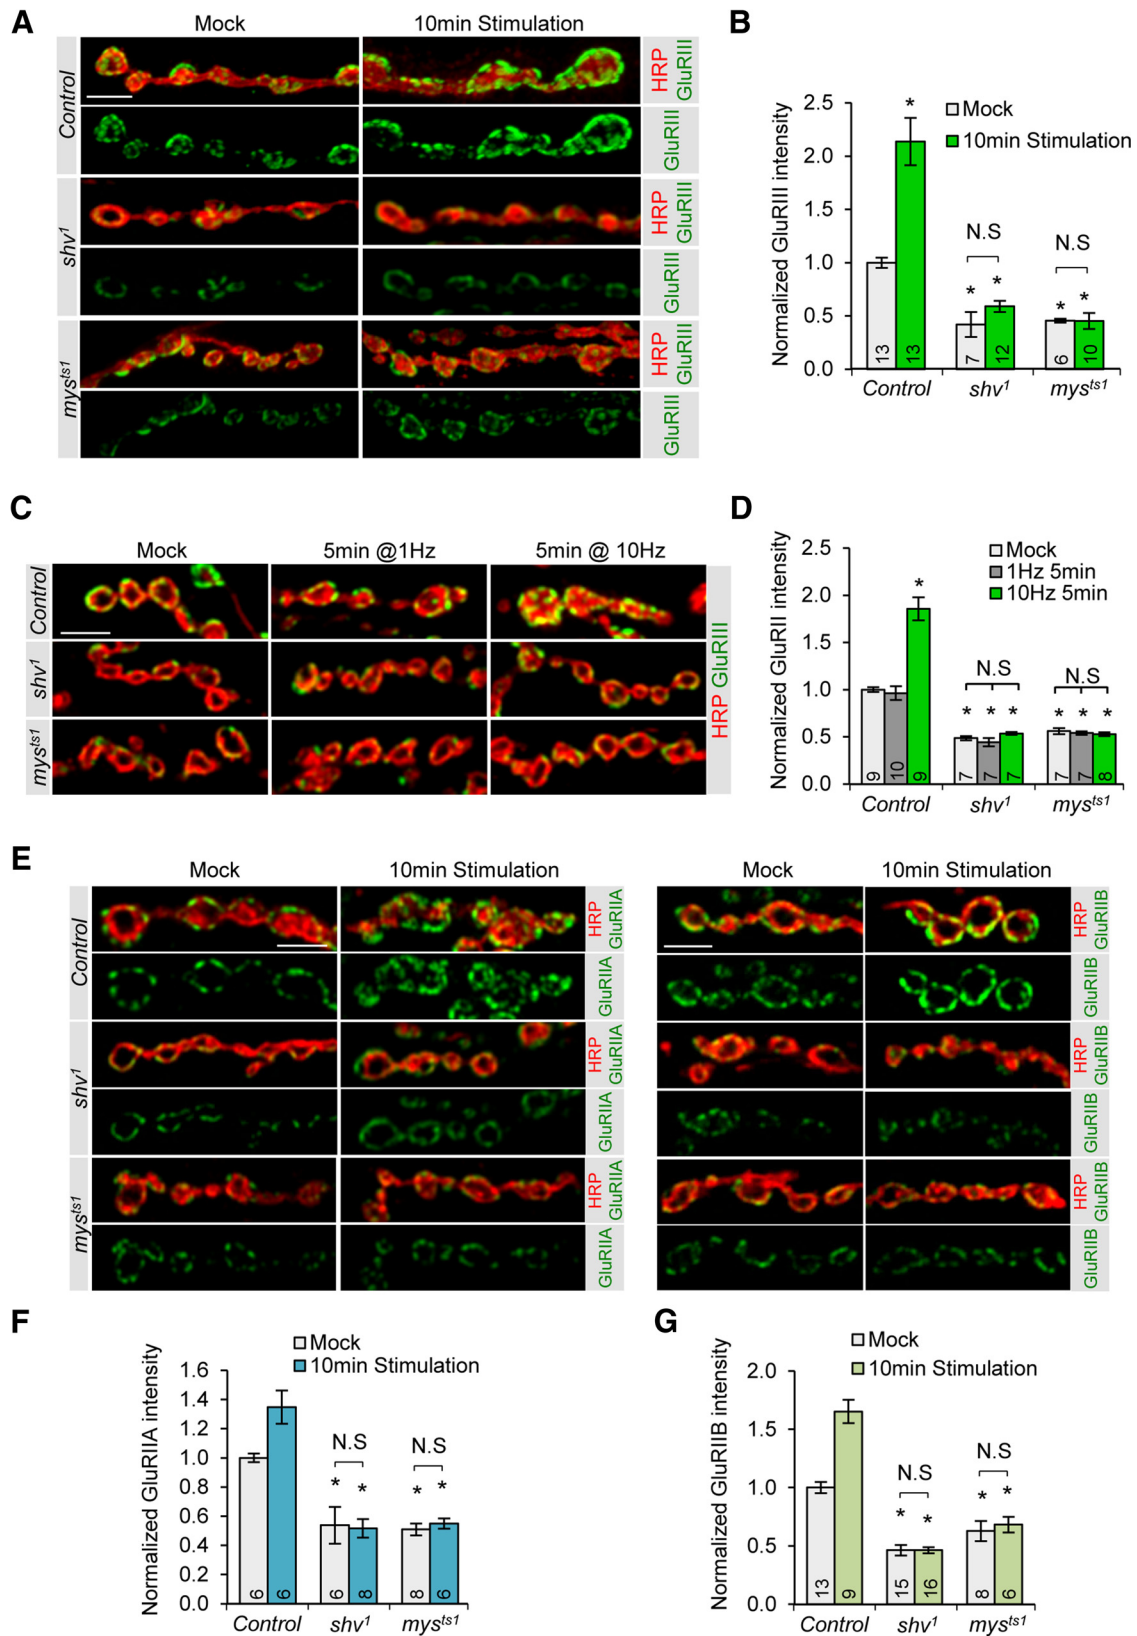 A
Mock 10min Stimulation
Control
HRP GluRIII
GluRIII
shv1
HRP GluRIII
GluRIII
mysts1
HRP GluRIII
GluRIII
B
Mock
10min Stimulation
Normalized GluRIII intensity
2.5
2.0
1.5
1.0
0.5
0.0
*
N.S
* *
N.S
* *
13 13 7 12 6 10
Control shv1 mysts1
C
Mock 5min @1Hz 5min @ 10Hz
Control
shv1
mysts1
HRP GluRIII
D
Mock
1Hz 5min
10Hz 5min
Normalized GluRII intensity
2.5
2.0
1.5
1.0
0.5
0.0
*
N.S
* * *
N.S
* * *
9 10 9 7 7 7 7 7 8
Control shv1 mysts1
E
Mock 10min Stimulation Mock 10min Stimulation
Control
HRP GluRIIA
GluRIIA
HRP GluRIIB
GluRIIB
shv1
HRP GluRIIA
GluRIIA
HRP GluRIIB
GluRIIB
mysts1
HRP GluRIIA
GluRIIA
HRP GluRIIB
GluRIIB
F
Mock
10min Stimulation
Normalized GluRIIA intensity
1.6
1.4
1.2
1.0
0.8
0.6
0.4
0.2
0.0
N.S
* *
N.S
* *
6 6 6 8 8 6
Control shv1 mysts1
G
Mock
10min Stimulation
Normalized GluRIIB intensity
2.0
1.5
1.0
0.5
0.0
N.S
* *
N.S
* *
13 9 15 16 8 6
Control shv1 mysts1